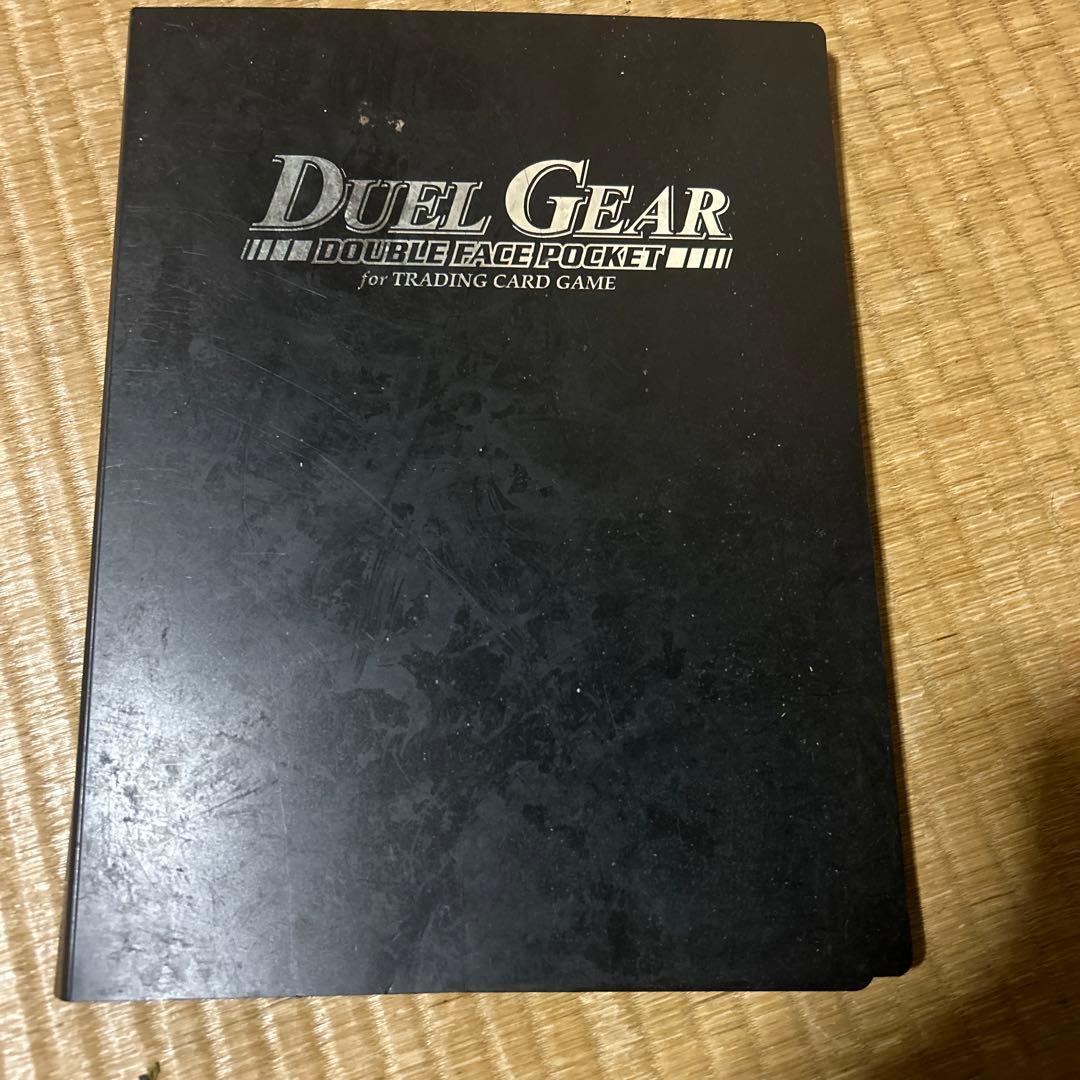 DUEL GEAR
DOUBLE FACE POCKET
for TRADING CARD GAME